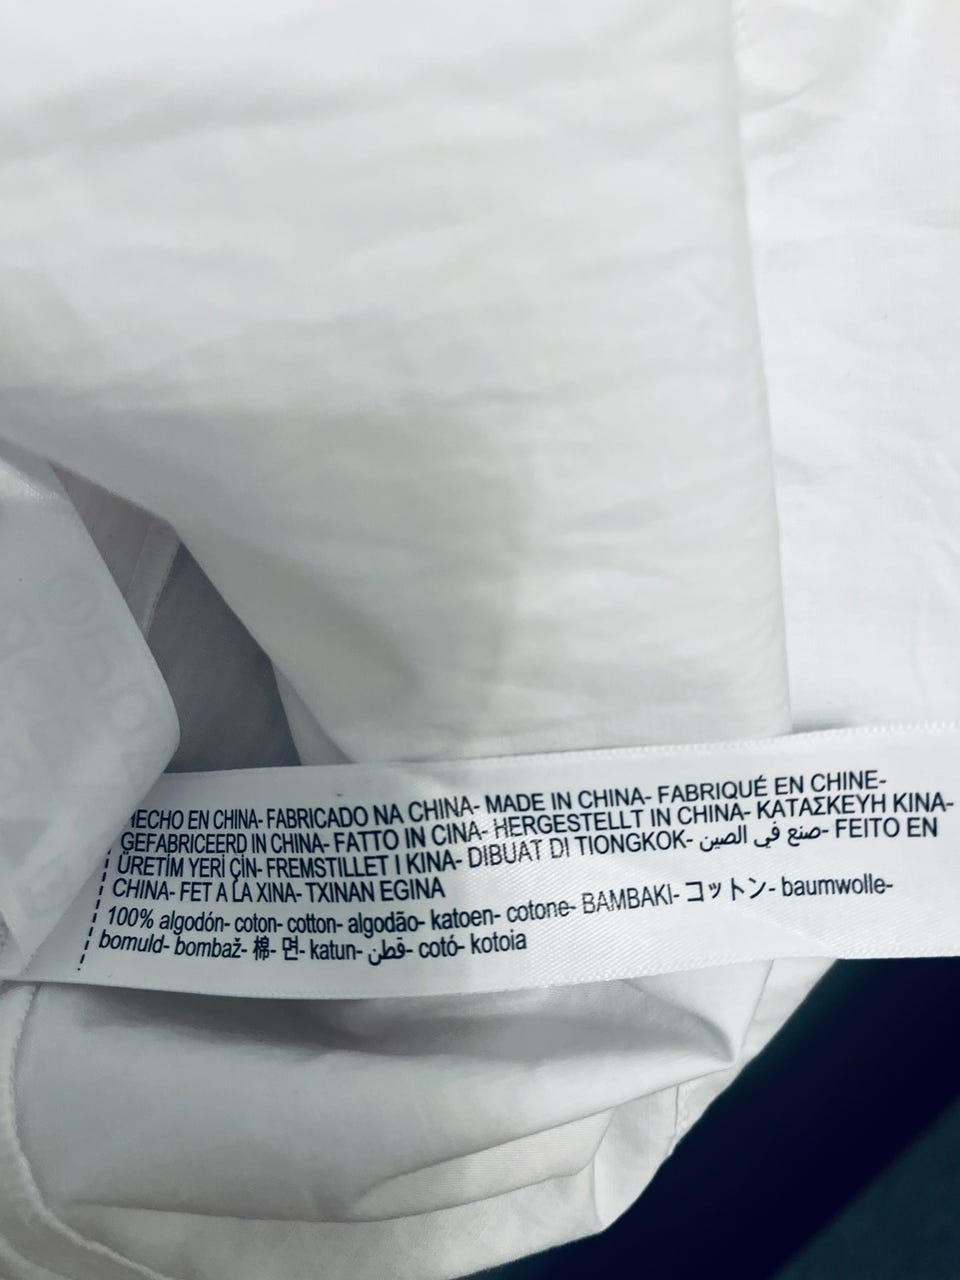 HECHO EN CHINA- FABRICADO NA CHINA- MADE IN CHINA- FABRIQUÉ EN CHINE-
GEFABRICEERD IN CHINA- FATTO IN CINA- HERGESTELLT IN CHINA- ΚΑΤΑΣΚΕΥΗ ΚΙΝΑ-
ÜRETİM YERİ ÇİN- FREMSTILLET I KINA- DIBUAT DI TIONGKOK- صنع في الصين- FEITO EN
CHINA- FET A LA XINA- TXINAN EGINA
100% algodón- coton- cotton- algodão- katoen- cotone- BAMBAKI- コットン- baumwolle-
bomuld- bombaž- 棉- 면- katun- قطن- cotó- kotoia